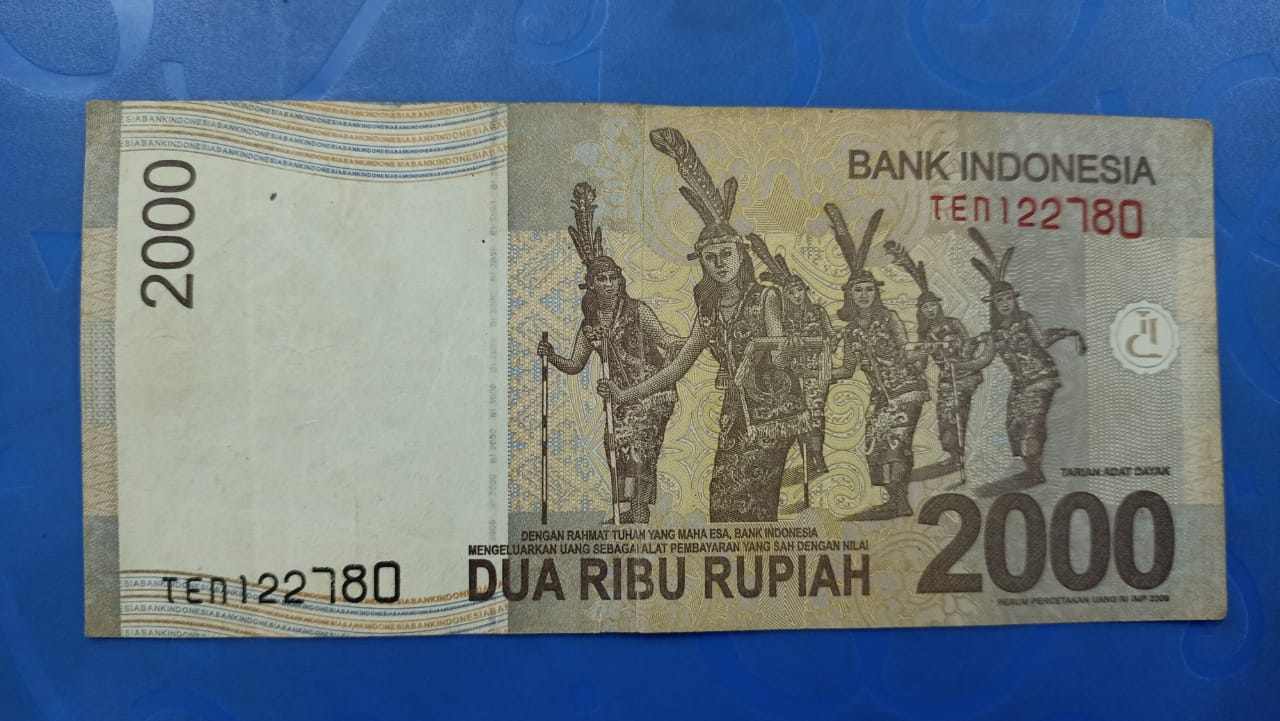 2000
BANK INDONESIA
TEN122780
TARIAN ADAT DAYAK
2000
DENGAN RAHMAT TUHAN YANG MAHA ESA, BANK INDONESIA
MENGELUARKAN UANG SEBAGAI ALAT PEMBAYARAN YANG SAH DENGAN NILAI
DUA RIBU RUPIAH
PERUM PERCETAKAN UANG RI IMP 2009
TEN122780